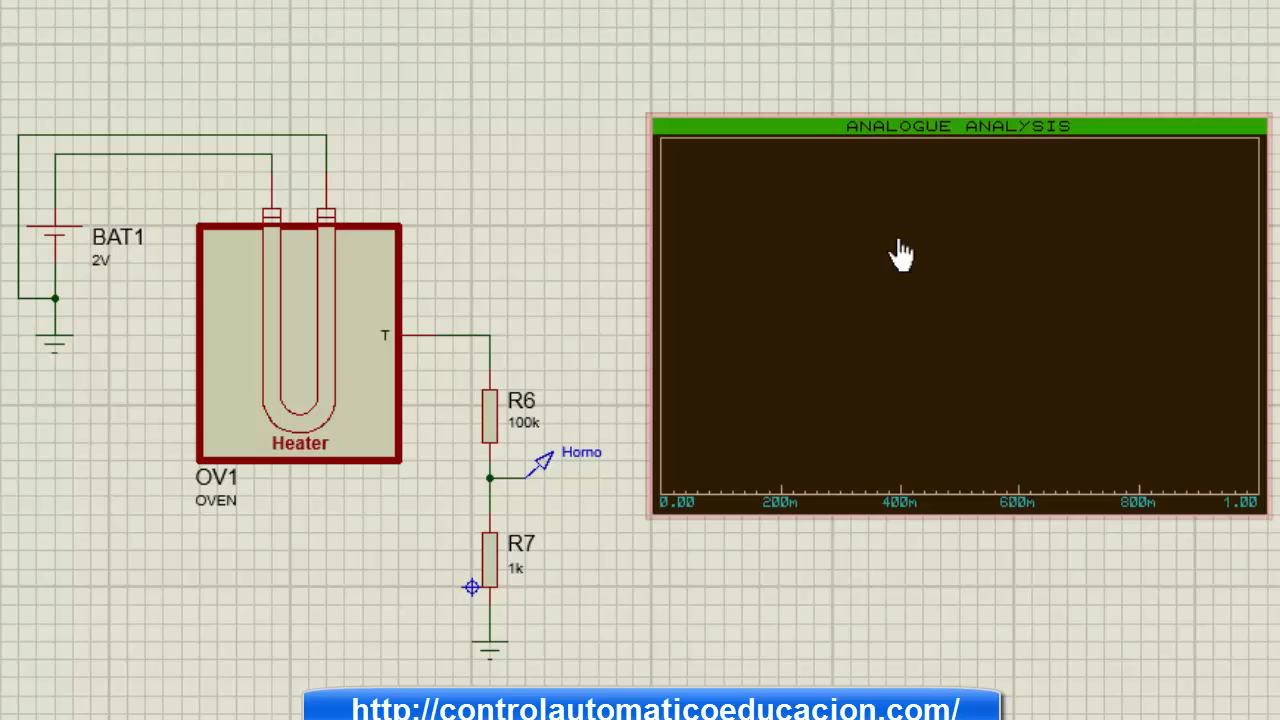 ANALOGUE ANALYSIS
BAT1
2V
T
R6
100k
Heater
Horno
OV1
OVEN
0.00 200m 400m 600m 800m 1.00
R7
1k
http://controlautomaticoeducacion.com/